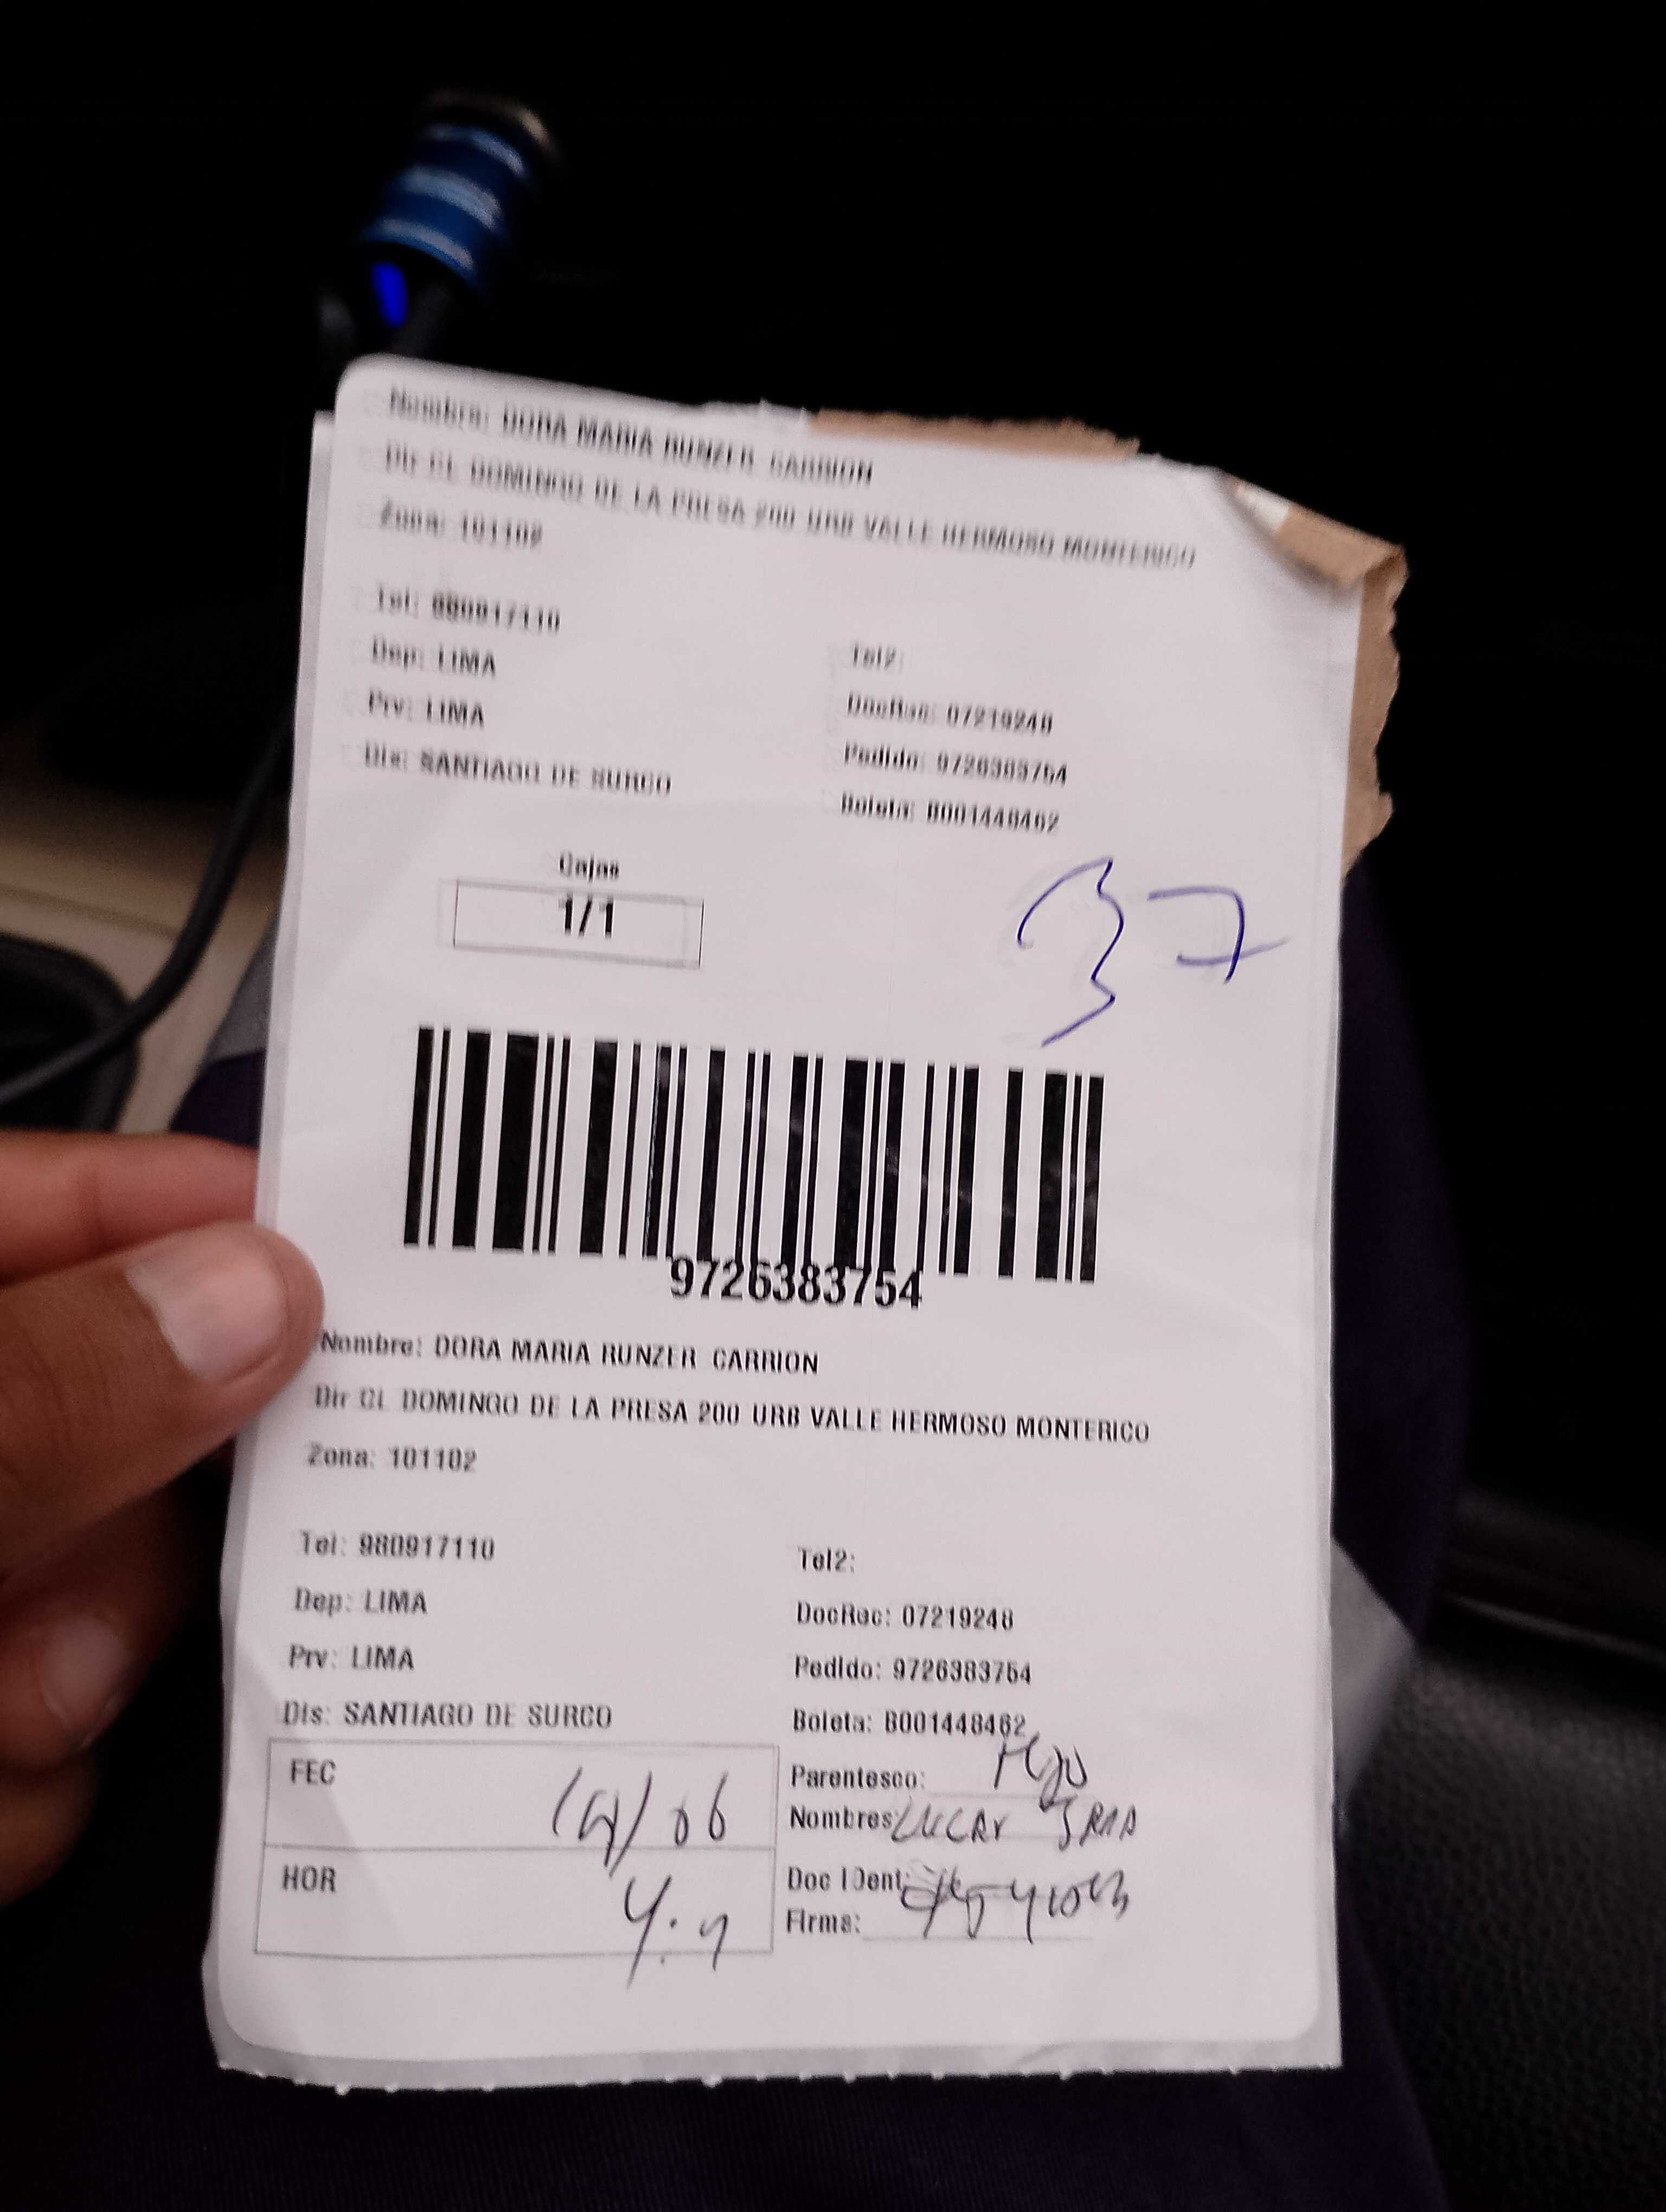 Nombre: DORA MARIA RUNZER CARRION
Dir CL DOMINGO DE LA PRESA 200 URB VALLE HERMOSO MONTERICO
Zona: 101102
Tel: 980917110
Tel2:
Dep: LIMA
DocRec: 07219248
Prv: LIMA
Pedido: 9726383754
Dis: SANTIAGO DE SURCO
Boleta: B001448462
Cajas
1/1
37
9726383754
Nombre: DORA MARIA RUNZER CARRION
Dir CL DOMINGO DE LA PRESA 200 URB VALLE HERMOSO MONTERICO
Zona: 101102
Tel: 980917110
Tel2:
Dep: LIMA
DocRec: 07219248
Prv: LIMA
Pedido: 9726383754
Dis: SANTIAGO DE SURCO
Boleta: B001448462
FEC
Parentesco:
Nombres:
HOR
Doc IDent:
Firma: